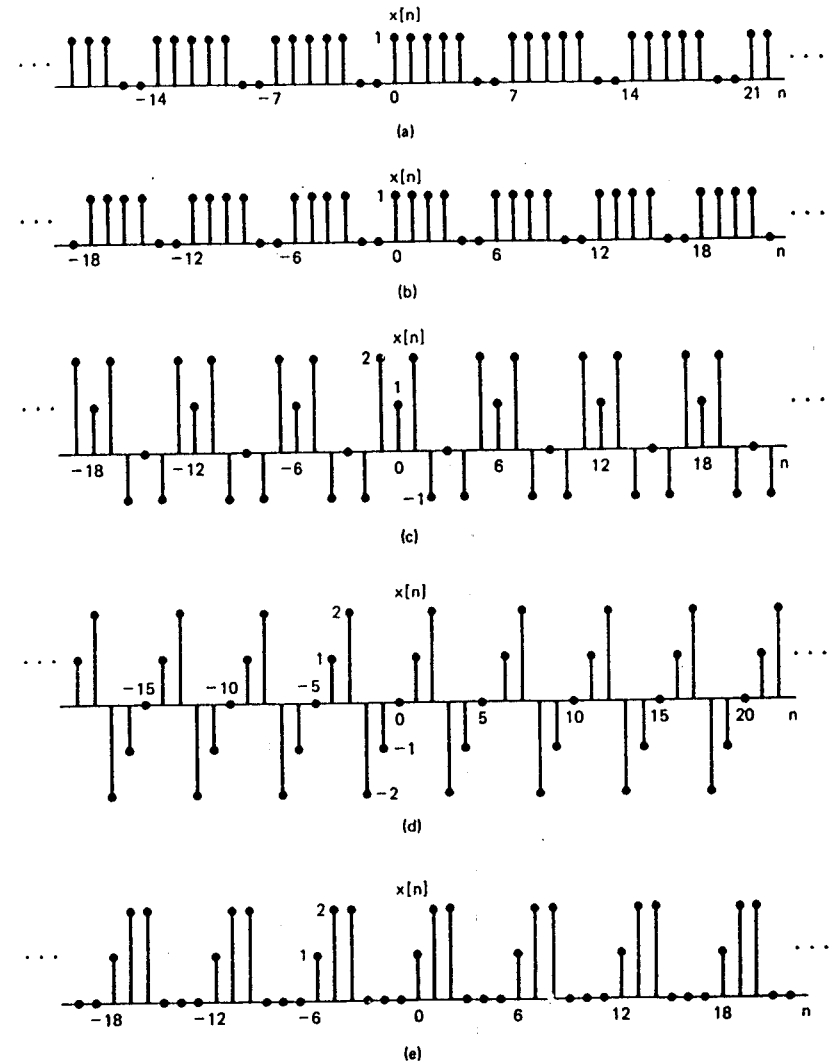 x[n]
1
... ...
−14 −7 0 7 14 21 n
(a)
x[n]
1
... ...
−18 −12 −6 0 6 12 18 n
(b)
x[n]
2
1
... ...
−18 −12 −6 0 6 12 18 n
−1
(c)
x[n]
2
... 1 ...
−15 −10 −5
0 5 10 15 20 n
−1
−2
(d)
x[n]
2
... 1 ...
−18 −12 −6 0 6 12 18 n
(e)